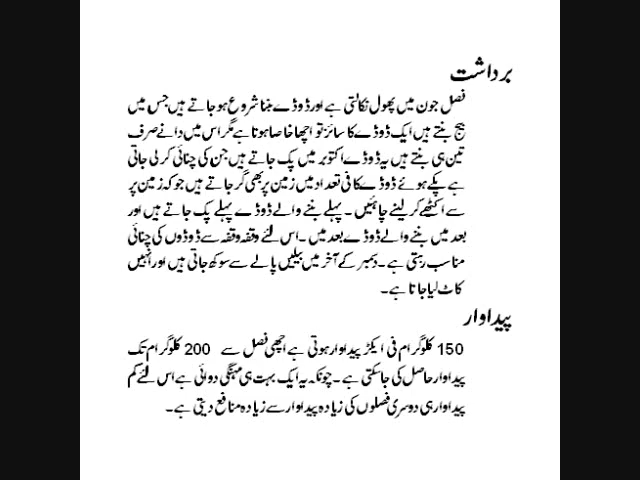 برداشت
فصل جون میں پھول نکالتی ہے اور ڈوڈے بننا شروع ہو جاتے ہیں جس میں
بیج بنتے ہیں ایک ڈوڈے کا سائز تو اچھا خاصا ہوتا ہے مگر اس میں دانے صرف
تین ہی بنتے ہیں یہ ڈوڈے اکتوبر میں پک جاتے ہیں جن کی چنائی کر لی جاتی
ہے پکے ہوئے ڈوڈے کافی تعداد میں زمین پر بھی گر جاتے ہیں جو کہ زمین پر
سے اکٹھے کر لینے چاہئیں ۔ پہلے بننے والے ڈوڈے پہلے پک جاتے ہیں اور
بعد میں بننے والے ڈوڈے بعد میں ۔ اس لئے وقفہ وقفہ سے ڈوڈوں کی چنائی
مناسب رہتی ہے ۔ دسمبر کے آخر میں بیلیں پالے سے سوکھ جاتی ہیں اور انہیں
کاٹ لیا جاتا ہے ۔
پیداوار
150 کلوگرام فی ایکڑ پیداوار ہوتی ہے اچھی فصل سے 200 کلوگرام تک
پیداوار حاصل کی جا سکتی ہے ۔ چونکہ یہ ایک بہت ہی مہنگی دوائی ہے اس لئے کم
پیداوار ہی دوسری فصلوں کی زیادہ پیداوار سے زیادہ منافع دیتی ہے ۔